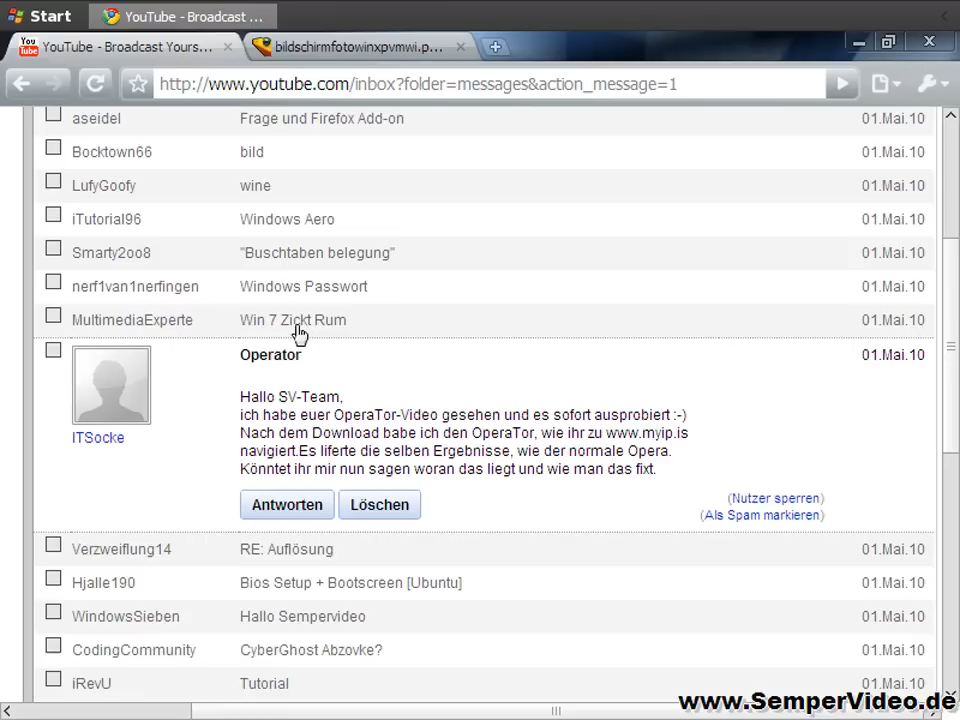 Start YouTube - Broadcast ...
You Tube YouTube - Broadcast Yours... bildschirmfotowinxpvmwi.p...
http://www.youtube.com/inbox?folder=messages&action_message=1
aseidel Frage und Firefox Add-on 01.Mai.10
Bocktown66 bild 01.Mai.10
LufyGoofy wine 01.Mai.10
iTutorial96 Windows Aero 01.Mai.10
Smarty2oo8 "Buschtaben belegung" 01.Mai.10
nerf1van1nerfingen Windows Passwort 01.Mai.10
MultimediaExperte Win 7 Zickt Rum 01.Mai.10
Operator 01.Mai.10
Hallo SV-Team,
ich habe euer OperaTor-Video gesehen und es sofort ausprobiert :-)
Nach dem Download babe ich den OperaTor, wie ihr zu www.myip.is
navigiert.Es liferte die selben Ergebnisse, wie der normale Opera.
Könntet ihr mir nun sagen woran das liegt und wie man das fixt.
ITSocke
Antworten Löschen (Nutzer sperren)
(Als Spam markieren)
Verzweiflung14 RE: Auflösung 01.Mai.10
Hjalle190 Bios Setup + Bootscreen [Ubuntu] 01.Mai.10
WindowsSieben Hallo Sempervideo 01.Mai.10
CodingCommunity CyberGhost Abzovke? 01.Mai.10
iRevU Tutorial 01.Mai.10
www.SemperVideo.de